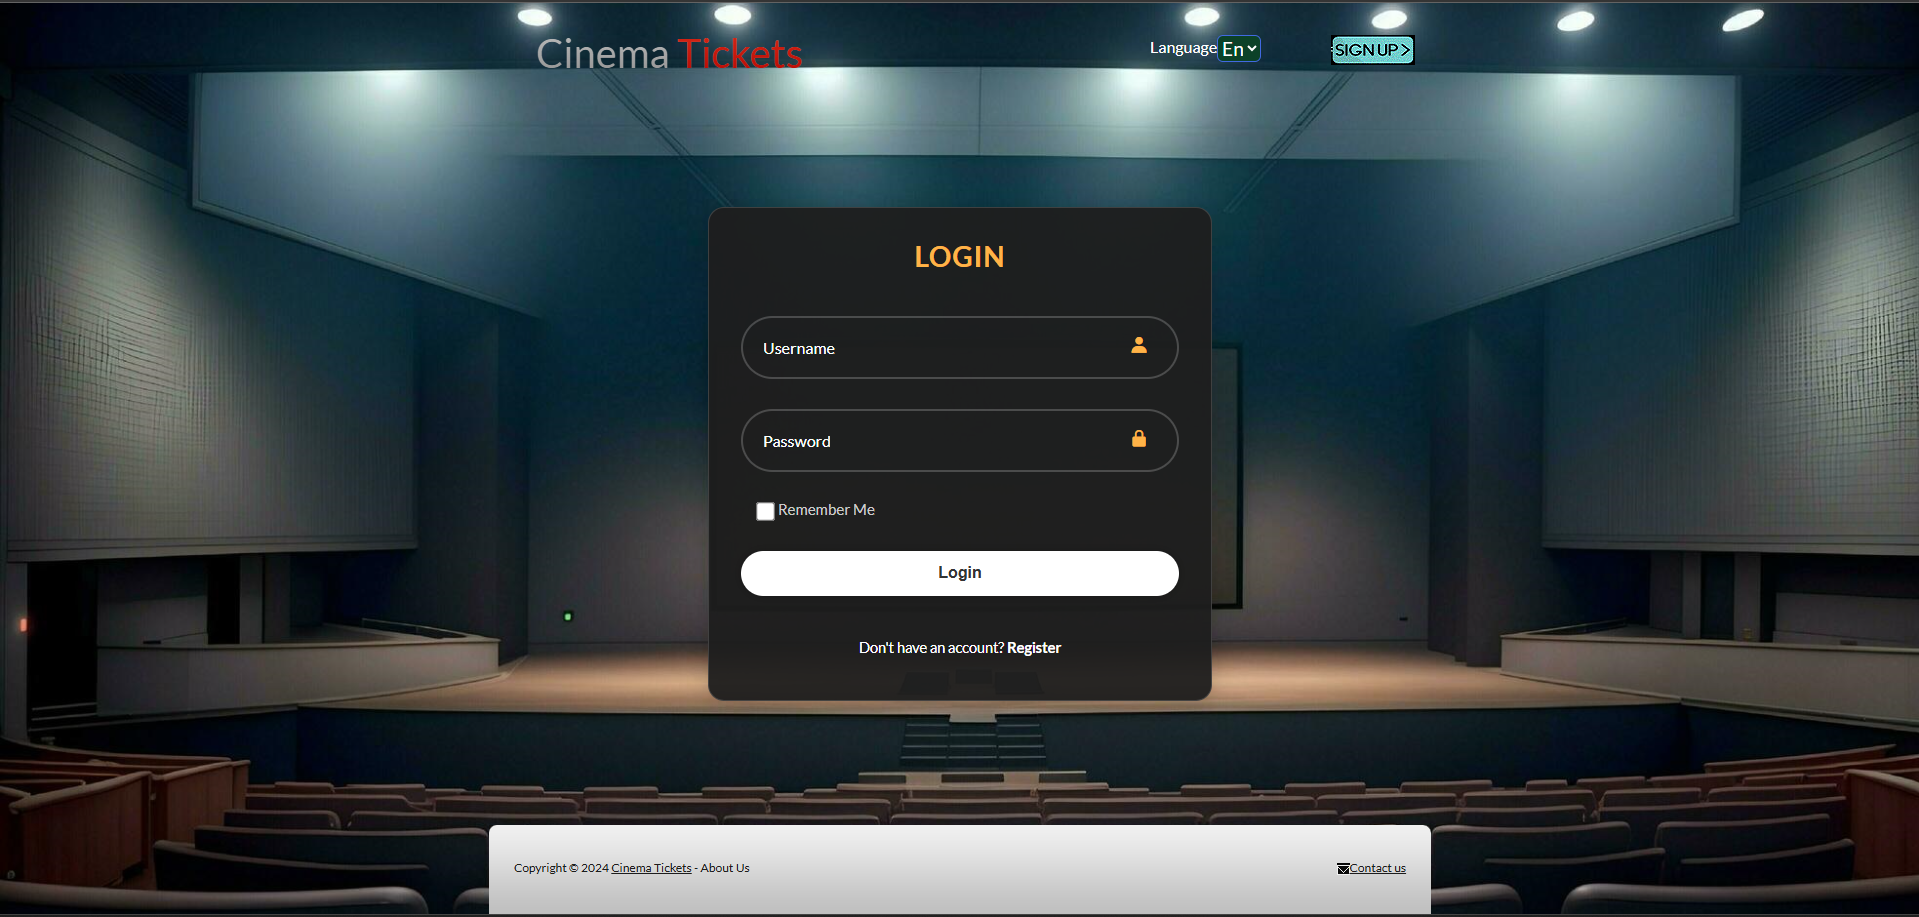 Cinema Tickets
Language En
SIGN UP >
LOGIN
Username
Password
Remember Me
Login
Don't have an account? Register
Copyright © 2024 Cinema Tickets - About Us
Contact us